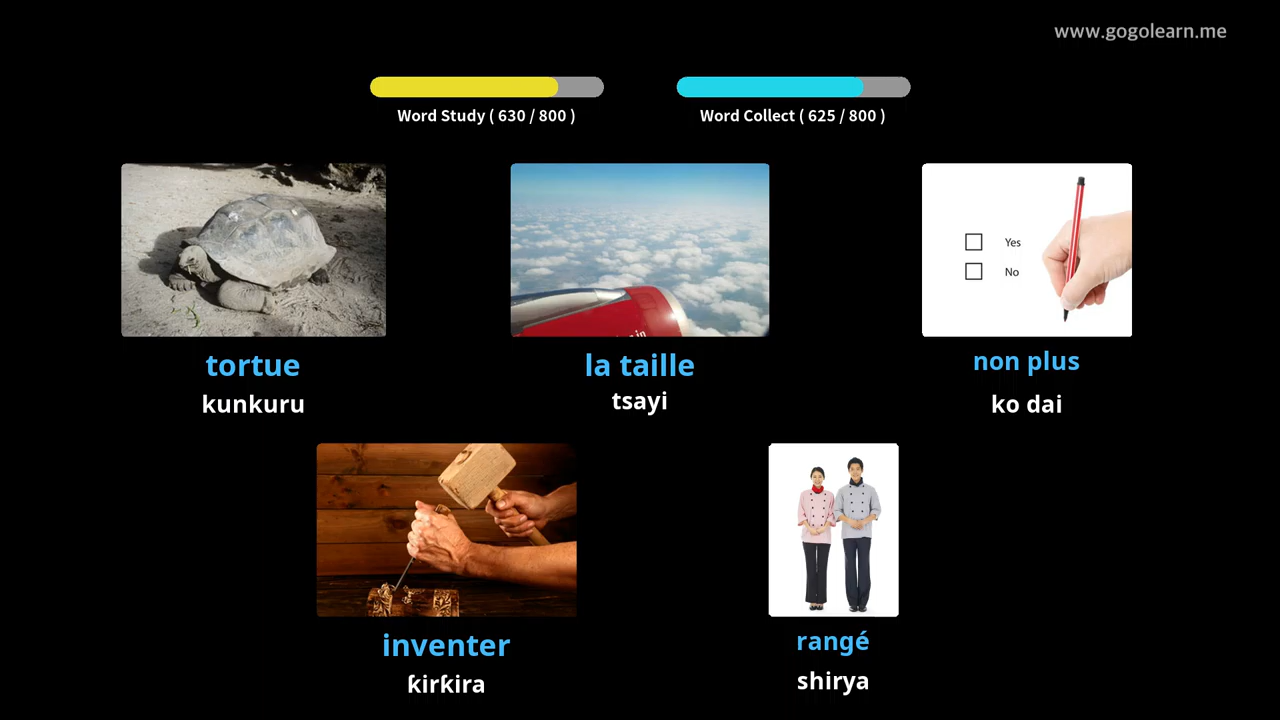 www.gogolearn.me
Word Study ( 630 / 800 )
Word Collect ( 625 / 800 )
Yes
No
tortue
kunkuru
la taille
tsayi
non plus
ko dai
inventer
ƙirƙira
rangé
shirya